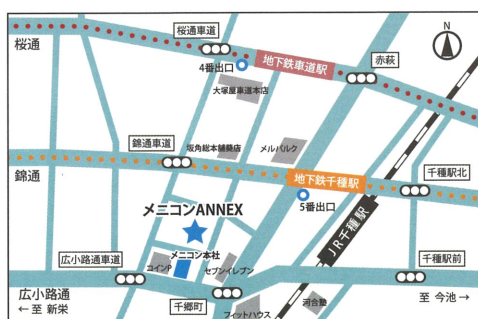 桜通車道
N
桜通
地下鉄車道駅
赤萩
4番出口
大塚屋車道本店
錦通車道
坂角総本舖葵店
メルパルク
錦通
地下鉄千種駅
千種駅北
5番出口
メニコンANNEX
JR千種駅
メニコン本社
広小路通車道
コインP
セブンイレブン
千種駅前
広小路通
←至 新栄
千郷町
フィットハウス
河合塾
至 今池→